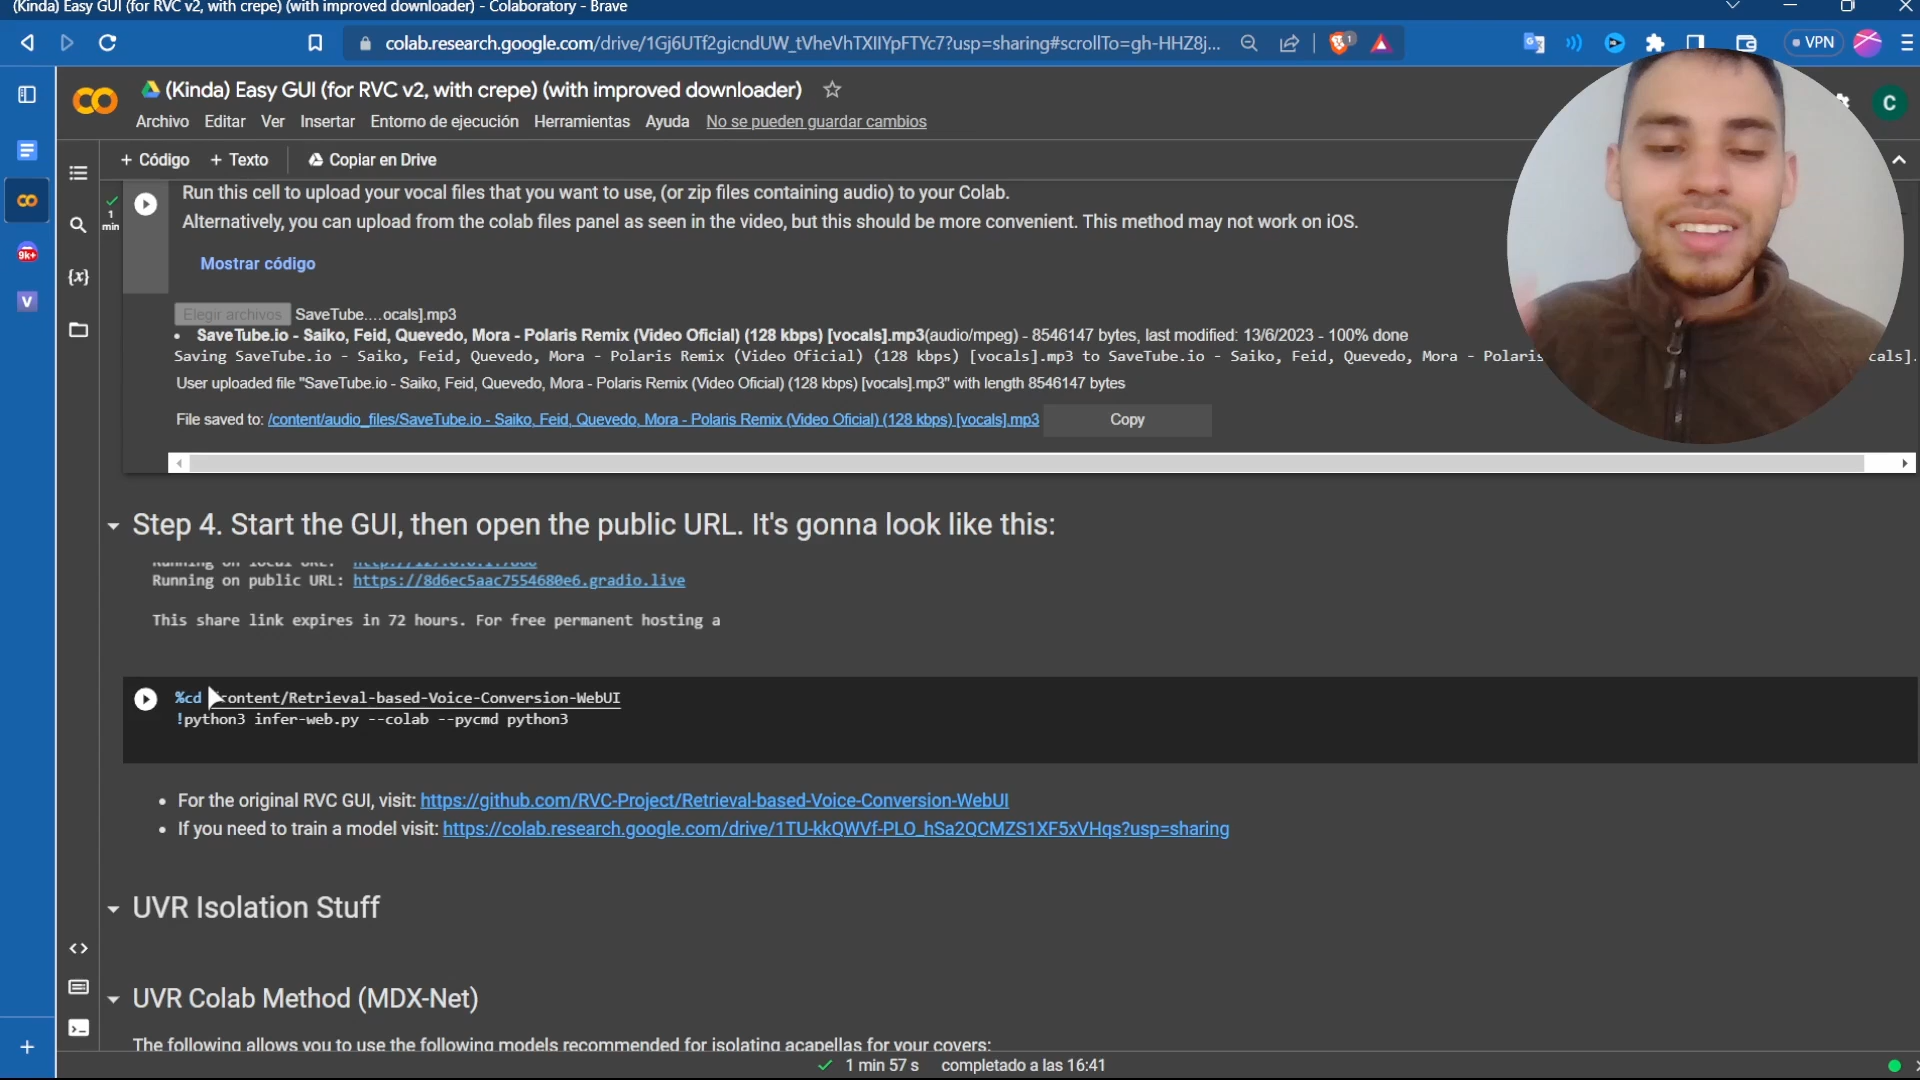 (Kinda) Easy GUI (for RVC v2, with crepe) (with improved downloader) - Colaboratory - Brave
colab.research.google.com/drive/1Gj6UTf2gicndUW_tVheVhTXIIYpFTYc7?usp=sharing#scrollTo=gh-HHZ8j...
1
VPN
(Kinda) Easy GUI (for RVC v2, with crepe) (with improved downloader)
C
Archivo Editar Ver Insertar Entorno de ejecución Herramientas Ayuda No se pueden guardar cambios
+ Código + Texto Copiar en Drive
9k+
V
{x}
1
min
Run this cell to upload your vocal files that you want to use, (or zip files containing audio) to your Colab.
Alternatively, you can upload from the colab files panel as seen in the video, but this should be more convenient. This method may not work on iOS.
Mostrar código
Elegir archivos SaveTube....ocals].mp3
• SaveTube.io - Saiko, Feid, Quevedo, Mora - Polaris Remix (Video Oficial) (128 kbps) [vocals].mp3(audio/mpeg) - 8546147 bytes, last modified: 13/6/2023 - 100% done
Saving SaveTube.io - Saiko, Feid, Quevedo, Mora - Polaris Remix (Video Oficial) (128 kbps) [vocals].mp3 to SaveTube.io - Saiko, Feid, Quevedo, Mora - Polaris cals].
User uploaded file "SaveTube.io - Saiko, Feid, Quevedo, Mora - Polaris Remix (Video Oficial) (128 kbps) [vocals].mp3" with length 8546147 bytes
File saved to: /content/audio_files/SaveTube.io - Saiko, Feid, Quevedo, Mora - Polaris Remix (Video Oficial) (128 kbps) [vocals].mp3 Copy
Step 4. Start the GUI, then open the public URL. It's gonna look like this:
Running on local URL:
Running on public URL: https://8d6ec5aac7554680e6.gradio.live
This share link expires in 72 hours. For free permanent hosting a
%cd content/Retrieval-based-Voice-Conversion-WebUI
!python3 infer-web.py --colab --pycmd python3
• For the original RVC GUI, visit: https://github.com/RVC-Project/Retrieval-based-Voice-Conversion-WebUI
• If you need to train a model visit: https://colab.research.google.com/drive/1TU-kkQWVf-PLO_hSa2QCMZS1XF5xVHqs?usp=sharing
UVR Isolation Stuff
UVR Colab Method (MDX-Net)
The following allows you to use the following models recommended for isolating acapellas for your covers:
1 min 57 s completado a las 16:41